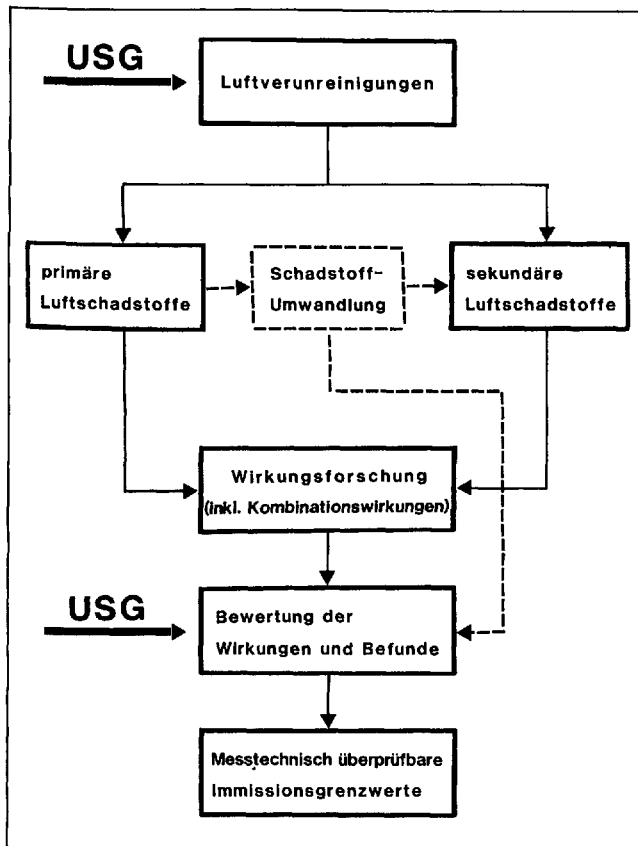 USG
Luftverunreinigungen
primäre
Luftschadstoffe
Schadstoff-
Umwandlung
sekundäre
Luftschadstoffe
Wirkungsforschung
(inkl. Kombinationswirkungen)
USG
Bewertung der
Wirkungen und Befunde
Messtechnisch überprüfbare
Immissionsgrenzwerte